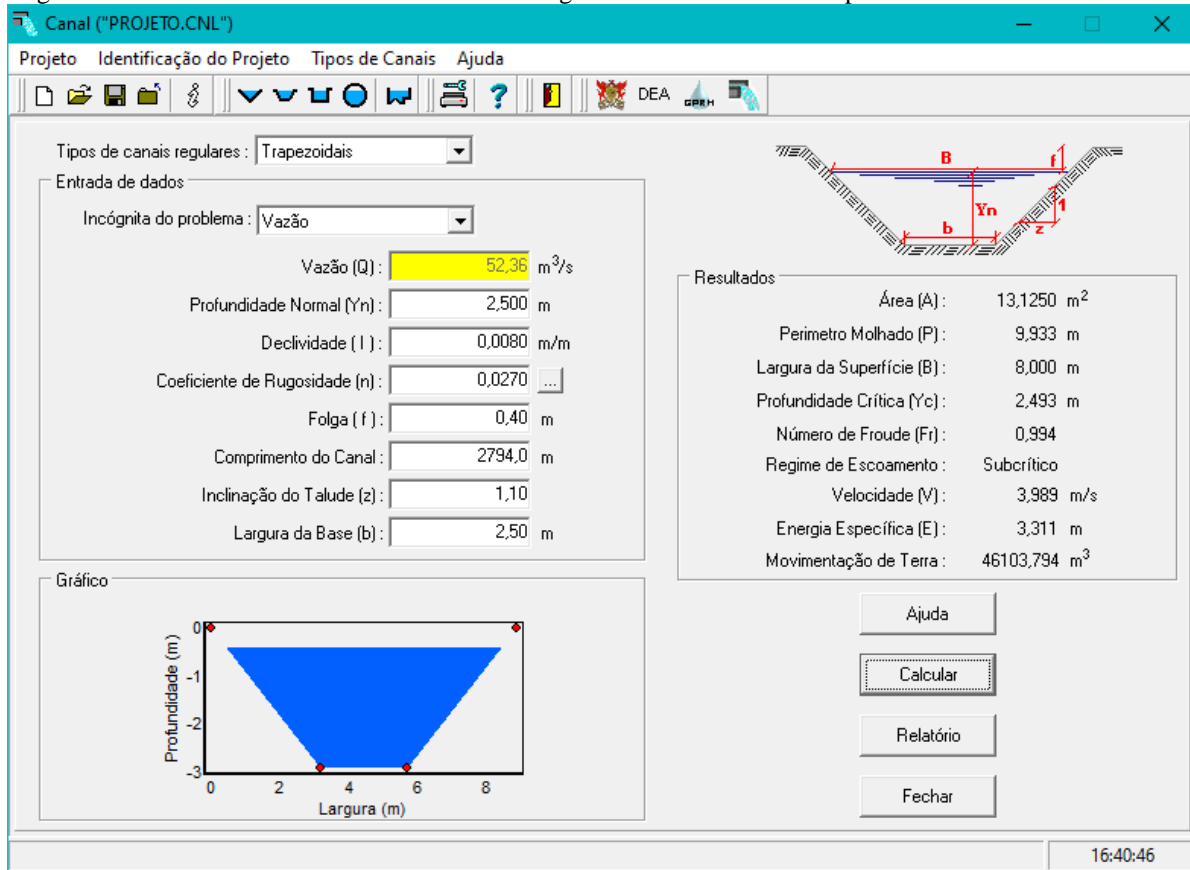 Canal ("PROJETO.CNL")
Projeto Identificação do Projeto Tipos de Canais Ajuda
DEA GPRH
Tipos de canais regulares : Trapezoidais
Entrada de dados
Incógnita do problema : Vazão
Vazão (Q) : 52,36 m³/s
Profundidade Normal (Yn) : 2,500 m
Declividade ( I ) : 0,0080 m/m
Coeficiente de Rugosidade (n) : 0,0270 ...
Folga ( f ) : 0,40 m
Comprimento do Canal : 2794,0 m
Inclinação do Talude (z) : 1,10
Largura da Base (b) : 2,50 m
B f
Yn 1
b z
Resultados
Área (A) : 13,1250 m²
Perimetro Molhado (P) : 9,933 m
Largura da Superfície (B) : 8,000 m
Profundidade Crítica (Yc) : 2,493 m
Número de Froude (Fr) : 0,994
Regime de Escoamento : Subcrítico
Velocidade (V) : 3,989 m/s
Energia Específica (E) : 3,311 m
Movimentação de Terra : 46103,794 m³
Gráfico
Profundidade (m)
0
-1
-2
-3
0 2 4 6 8
Largura (m)
Ajuda
Calcular
Relatório
Fechar
16:40:46